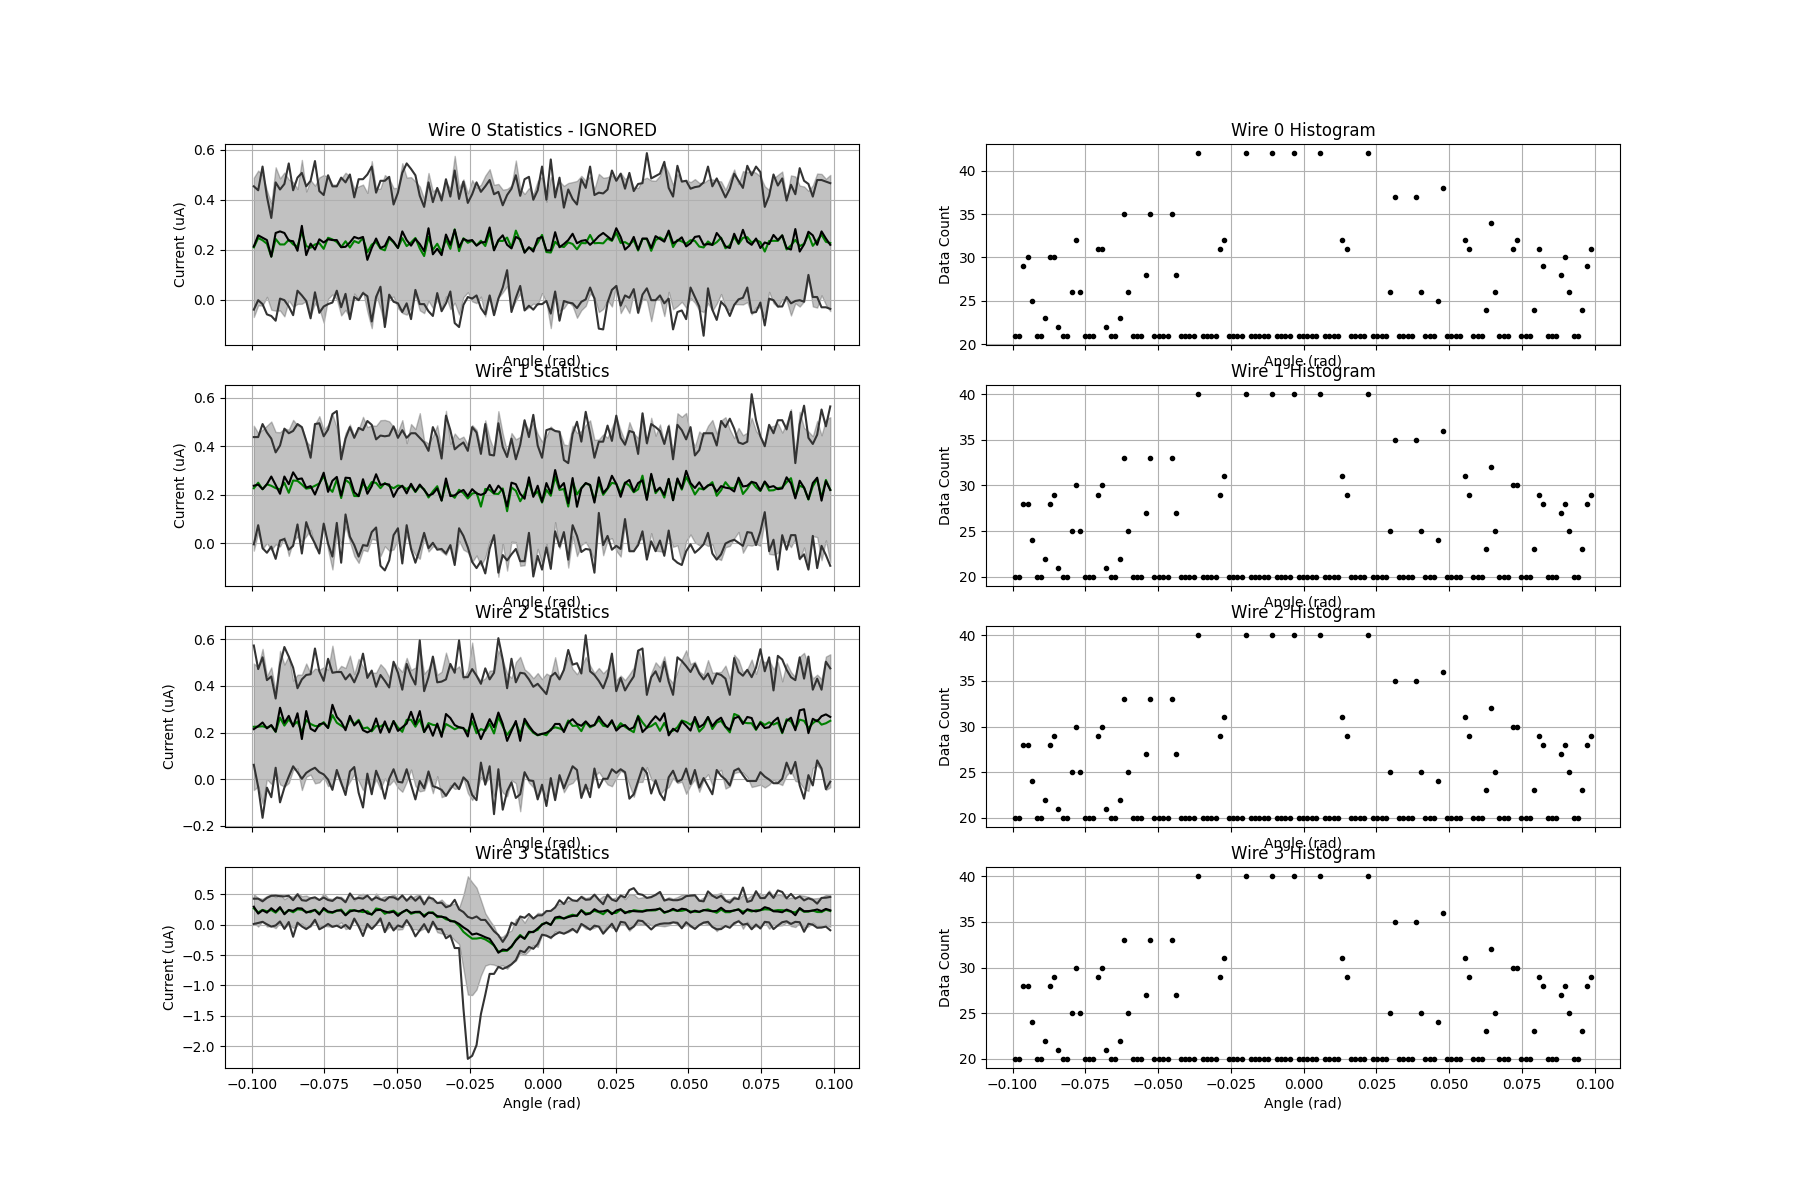 Wire 0 Statistics - IGNORED
0.6
0.4
0.2
0.0
Current (uA)
Angle (rad)
Wire 0 Histogram
40
35
30
25
20
Data Count
Angle (rad)
Wire 1 Statistics
0.6
0.4
0.2
0.0
Current (uA)
Angle (rad)
Wire 1 Histogram
40
35
30
25
20
Data Count
Angle (rad)
Wire 2 Statistics
0.6
0.4
0.2
0.0
−0.2
Current (uA)
Angle (rad)
Wire 2 Histogram
40
35
30
25
20
Data Count
Angle (rad)
Wire 3 Statistics
0.5
0.0
−0.5
−1.0
−1.5
−2.0
Current (uA)
−0.100 −0.075 −0.050 −0.025 0.000 0.025 0.050 0.075 0.100
Angle (rad)
Wire 3 Histogram
40
35
30
25
20
Data Count
−0.100 −0.075 −0.050 −0.025 0.000 0.025 0.050 0.075 0.100
Angle (rad)